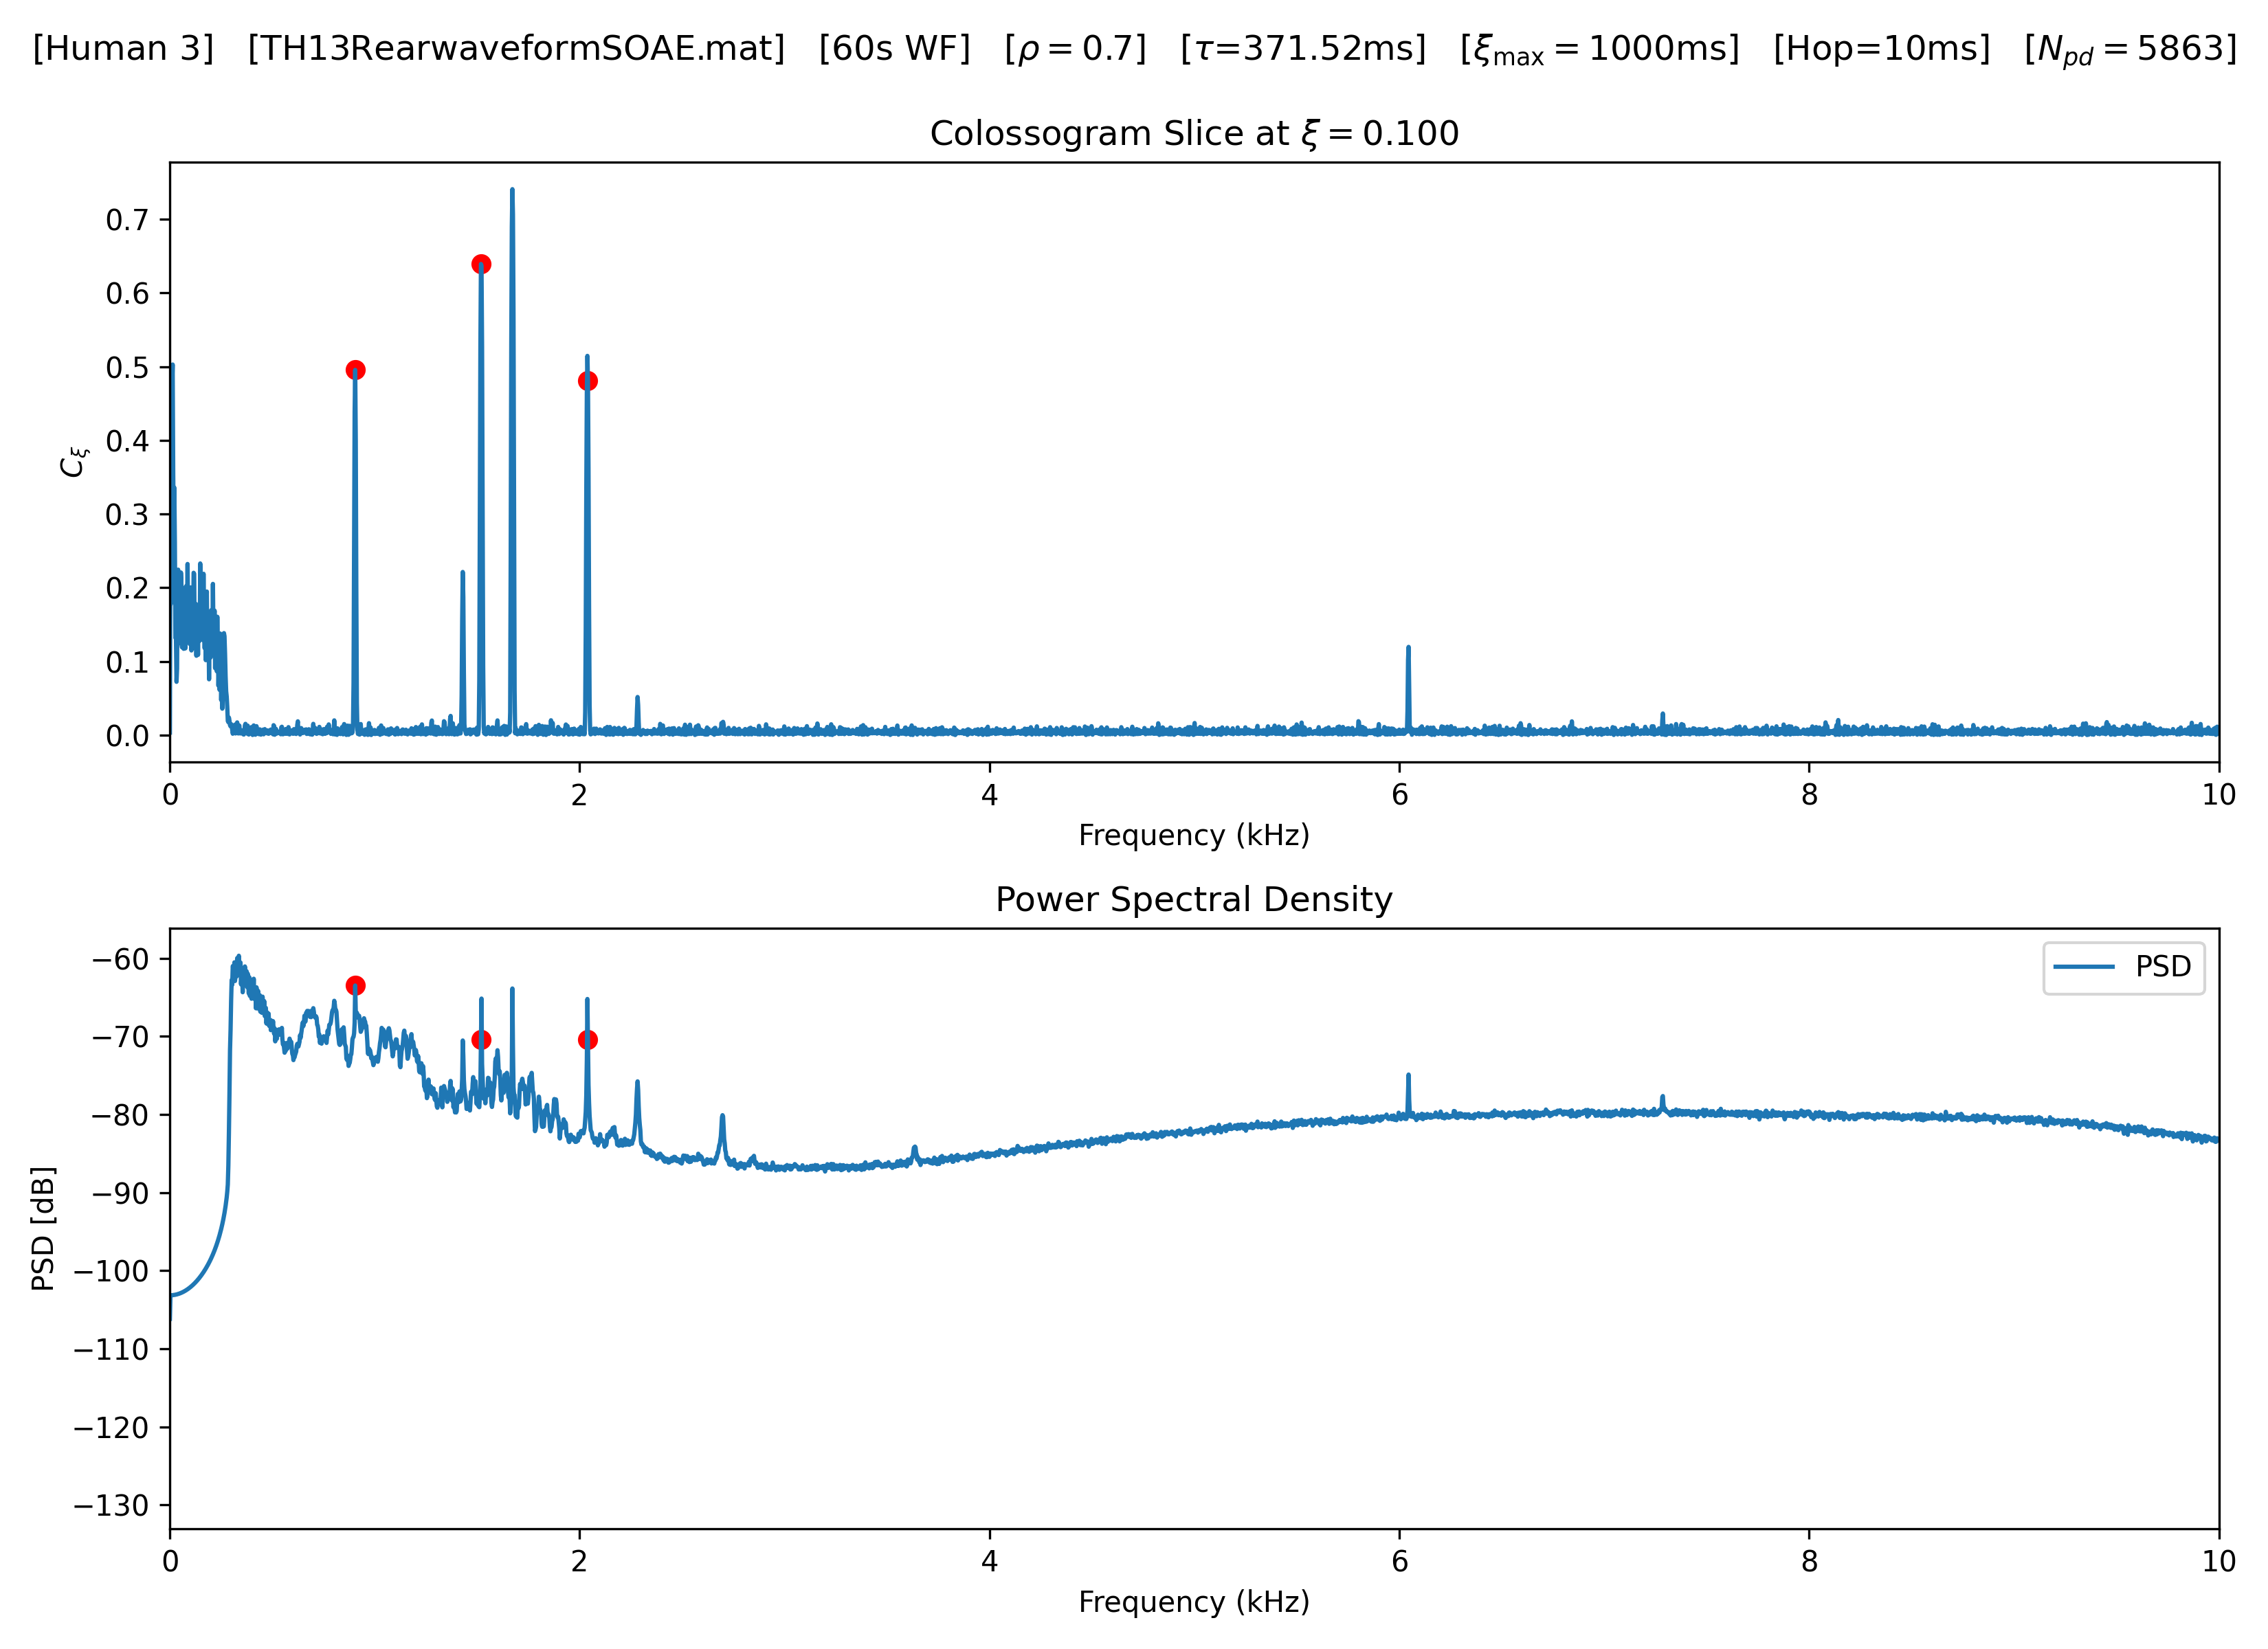 [Human 3] [TH13RearwaveformSOAE.mat] [60s WF] [ρ = 0.7] [τ=371.52ms] [ξmax = 1000ms] [Hop=10ms] [Npd = 5863]
Colossogram Slice at ξ = 0.100
Cξ
0.7
0.6
0.5
0.4
0.3
0.2
0.1
0.0
0 2 4 6 8 10
Frequency (kHz)
Power Spectral Density
PSD
PSD [dB]
−60
−70
−80
−90
−100
−110
−120
−130
0 2 4 6 8 10
Frequency (kHz)